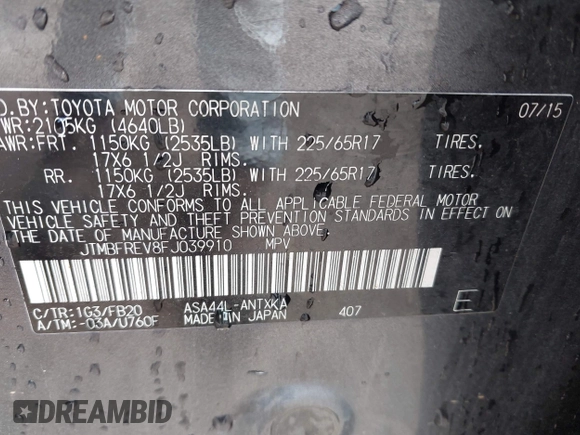 D.BY:TOYOTA MOTOR CORPORATION 07/15
WR:2105KG (4640LB)
AWR:FRT. 1150KG (2535LB) WITH 225/65R17 TIRES.
17X6 1/2J RIMS.
RR. 1150KG (2535LB) WITH 225/65R17 TIRES.
17X6 1/2J RIMS.
THIS VEHICLE CONFORMS TO ALL APPLICABLE FEDERAL MOTOR
VEHICLE SAFETY AND THEFT PREVENTION STANDARDS IN EFFECT ON
THE DATE OF MANUFACTURE SHOWN ABOVE.
JTMBFREV8FJ039910 MPV
C/TR:1G3/FB20 ASA44L-ANTXKA 407 E
A/TM:-03A/U760F MADE IN JAPAN
DREAMBID